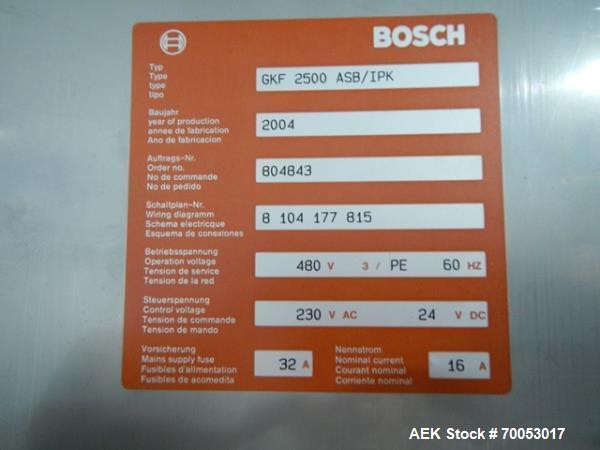 BOSCH
Typ
Type
type
tipo
GKF 2500 ASB/IPK
Baujahr
year of production
annee de fabrication
Ano de fabricacion
2004
Auftrags-Nr.
Order no.
No de commande
No de pedido
804843
Schaltplan-Nr.
Wiring diagramm
Schema electricque
Esquema de conexiones
8 104 177 815
Betriebsspannung
Operation voltage
Tension de service
Tension de la red
480 V 3 / PE 60 HZ
Steuerspannung
Control voltage
Tension de commande
Tension de mando
230 V AC 24 V DC
Vorsicherung
Mains supply fuse
Fusibles d'alimentation
Fusibles de acomedita
32 A
Nennstrom
Nominal current
Courant nominal
Corriente nominal
16 A
AEK Stock # 70053017